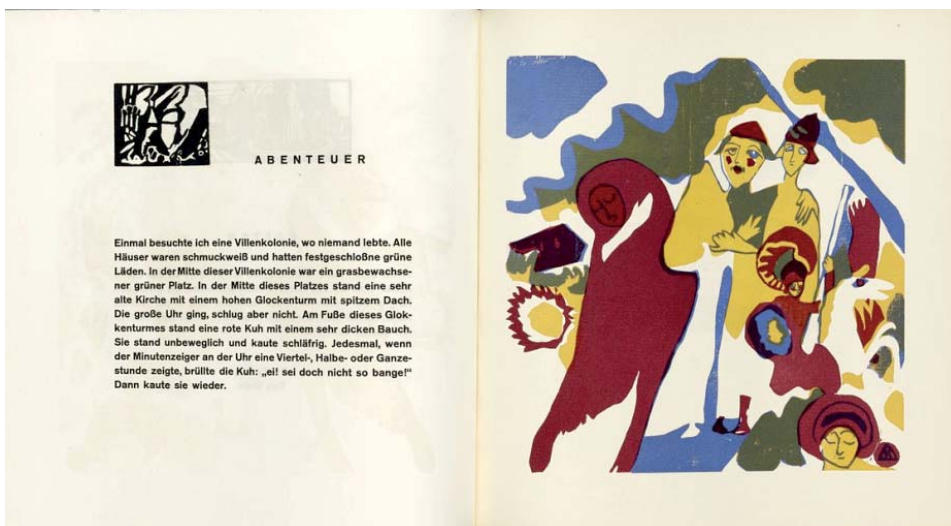 ABENTEUER
Einmal besuchte ich eine Villenkolonie, wo niemand lebte. Alle
Häuser waren schmuckweiß und hatten festgeschloßne grüne
Läden. In der Mitte dieser Villenkolonie war ein grasbewachse-
ner grüner Platz. In der Mitte dieses Platzes stand eine sehr
alte Kirche mit einem hohen Glockenturm mit spitzem Dach.
Die große Uhr ging, schlug aber nicht. Am Fuße dieses Glok-
kenturmes stand eine rote Kuh mit einem sehr dicken Bauch.
Sie stand unbeweglich und kaute schläfrig. Jedesmal, wenn
der Minutenzeiger an der Uhr eine Viertel-, Halbe- oder Ganze-
stunde zeigte, brüllte die Kuh: „ei! sei doch nicht so bange!“
Dann kaute sie wieder.